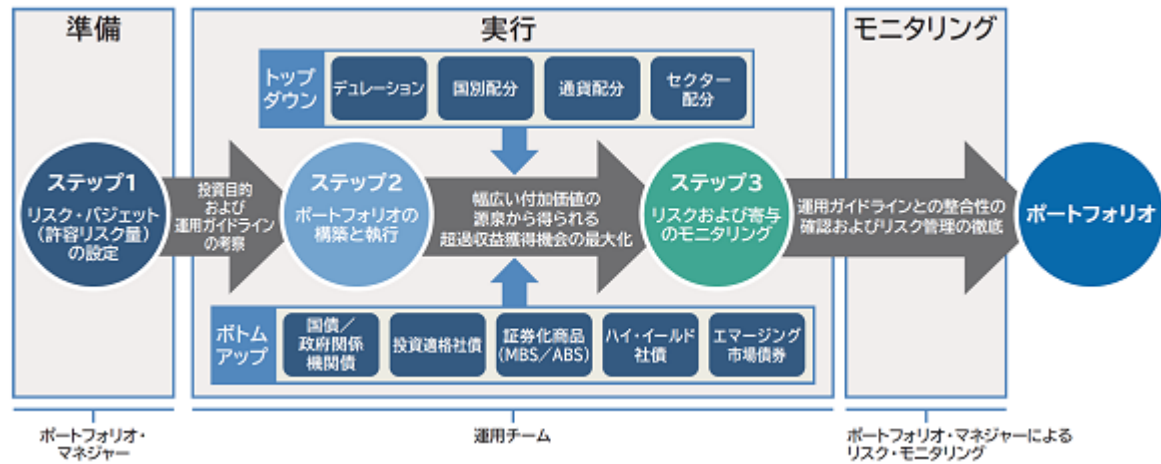 準備
実行
モニタリング
トップ
ダウン
デュレーション
国別配分
通貨配分
セクター
配分
ステップ1
リスク・バジェット
(許容リスク量)
の設定
投資目的
および
運用ガイドライン
の考察
ステップ2
ポートフォリオの
構築と執行
幅広い付加価値の
源泉から得られる
超過収益獲得機会の最大化
ステップ3
リスクおよび寄与
のモニタリング
運用ガイドラインとの整合性の
確認およびリスク管理の徹底
ポートフォリオ
ボトム
アップ
国債/
政府関係
機関債
投資適格社債
証券化商品
(MBS/ABS)
ハイ・イールド
社債
エマージング
市場債券
ポートフォリオ・
マネジャー
運用チーム
ポートフォリオ・マネジャーによる
リスク・モニタリング